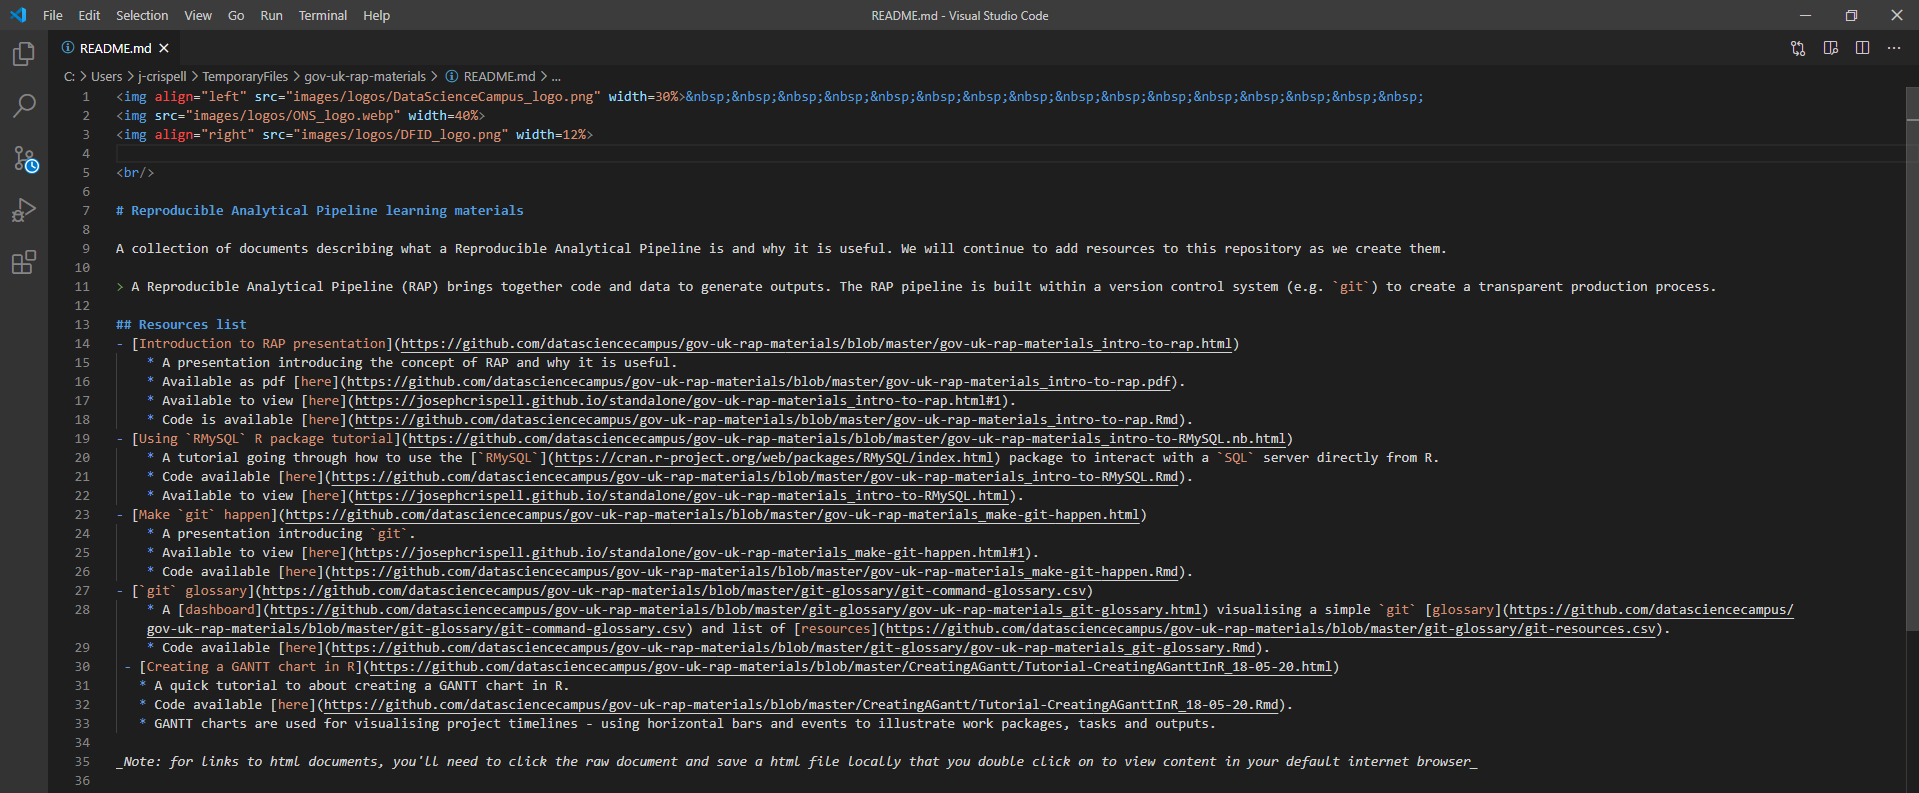 File Edit Selection View Go Run Terminal Help README.md - Visual Studio Code
README.md
C: > Users > j-crispell > TemporaryFiles > gov-uk-rap-materials > README.md > ...
1 <img align="left" src="images/logos/DataScienceCampus_logo.png" width=30%>&nbsp;&nbsp;&nbsp;&nbsp;&nbsp;&nbsp;&nbsp;&nbsp;&nbsp;&nbsp;&nbsp;&nbsp;&nbsp;&nbsp;&nbsp;&nbsp;
2 <img src="images/logos/ONS_logo.webp" width=40%>
3 <img align="right" src="images/logos/DFID_logo.png" width=12%>
4
5 <br/>
6
7 # Reproducible Analytical Pipeline learning materials
8
9 A collection of documents describing what a Reproducible Analytical Pipeline is and why it is useful. We will continue to add resources to this repository as we create them.
10
11 > A Reproducible Analytical Pipeline (RAP) brings together code and data to generate outputs. The RAP pipeline is built within a version control system (e.g. `git`) to create a transparent production process.
12
13 ## Resources list
14 - [Introduction to RAP presentation](https://github.com/datasciencecampus/gov-uk-rap-materials/blob/master/gov-uk-rap-materials_intro-to-rap.html)
15 * A presentation introducing the concept of RAP and why it is useful.
16 * Available as pdf [here](https://github.com/datasciencecampus/gov-uk-rap-materials/blob/master/gov-uk-rap-materials_intro-to-rap.pdf).
17 * Available to view [here](https://josephcrispell.github.io/standalone/gov-uk-rap-materials_intro-to-rap.html#1).
18 * Code is available [here](https://github.com/datasciencecampus/gov-uk-rap-materials/blob/master/gov-uk-rap-materials_intro-to-rap.Rmd).
19 - [Using `RMySQL` R package tutorial](https://github.com/datasciencecampus/gov-uk-rap-materials/blob/master/gov-uk-rap-materials_intro-to-RMySQL.nb.html)
20 * A tutorial going through how to use the [`RMySQL`](https://cran.r-project.org/web/packages/RMySQL/index.html) package to interact with a `SQL` server directly from R.
21 * Code available [here](https://github.com/datasciencecampus/gov-uk-rap-materials/blob/master/gov-uk-rap-materials_intro-to-RMySQL.Rmd).
22 * Available to view [here](https://josephcrispell.github.io/standalone/gov-uk-rap-materials_intro-to-RMySQL.html).
23 - [Make `git` happen](https://github.com/datasciencecampus/gov-uk-rap-materials/blob/master/gov-uk-rap-materials_make-git-happen.html)
24 * A presentation introducing `git`.
25 * Available to view [here](https://josephcrispell.github.io/standalone/gov-uk-rap-materials_make-git-happen.html#1).
26 * Code available [here](https://github.com/datasciencecampus/gov-uk-rap-materials/blob/master/gov-uk-rap-materials_make-git-happen.Rmd).
27 - [`git` glossary](https://github.com/datasciencecampus/gov-uk-rap-materials/blob/master/git-glossary/git-command-glossary.csv)
28 * A [dashboard](https://github.com/datasciencecampus/gov-uk-rap-materials/blob/master/git-glossary/gov-uk-rap-materials_git-glossary.html) visualising a simple `git` [glossary](https://github.com/datasciencecampus/
gov-uk-rap-materials/blob/master/git-glossary/git-command-glossary.csv) and list of [resources](https://github.com/datasciencecampus/gov-uk-rap-materials/blob/master/git-glossary/git-resources.csv).
29 * Code available [here](https://github.com/datasciencecampus/gov-uk-rap-materials/blob/master/git-glossary/gov-uk-rap-materials_git-glossary.Rmd).
30 - [Creating a GANTT chart in R](https://github.com/datasciencecampus/gov-uk-rap-materials/blob/master/CreatingAGantt/Tutorial-CreatingAGanttInR_18-05-20.html)
31 * A quick tutorial to about creating a GANTT chart in R.
32 * Code available [here](https://github.com/datasciencecampus/gov-uk-rap-materials/blob/master/CreatingAGantt/Tutorial-CreatingAGanttInR_18-05-20.Rmd).
33 * GANTT charts are used for visualising project timelines - using horizontal bars and events to illustrate work packages, tasks and outputs.
34
35 _Note: for links to html documents, you'll need to click the raw document and save a html file locally that you double click on to view content in your default internet browser_
36